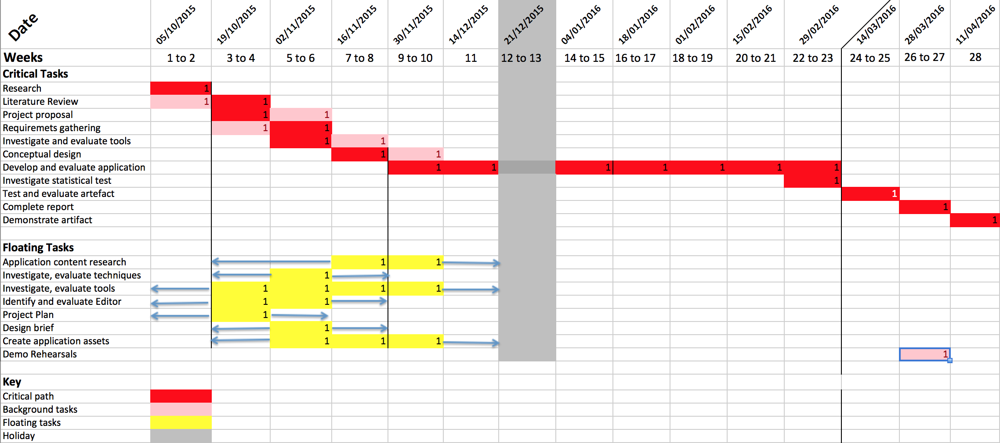 Date 05/10/2015 19/10/2015 02/11/2015 16/11/2015 30/11/2015 14/12/2015 21/12/2015 04/01/2016 18/01/2016 01/02/2016 15/02/2016 29/02/2016 14/03/2016 28/03/2016 11/04/2016
Weeks 1 to 2 3 to 4 5 to 6 7 to 8 9 to 10 11 12 to 13 14 to 15 16 to 17 18 to 19 20 to 21 22 to 23 24 to 25 26 to 27 28
Critical Tasks
Research 1
Literature Review 1 1
Project proposal 1 1
Requiremets gathering 1 1
Investigate and evaluate tools 1 1
Conceptual design 1 1
Develop and evaluate application 1 1 1 1 1 1 1
Investigate statistical test 1
Test and evaluate artefact 1
Complete report 1
Demonstrate artifact 1
Floating Tasks
Application content research 1 1
Investigate, evaluate techniques 1
Investigate, evaluate tools 1 1 1 1
Identify and evaluate Editor 1 1
Project Plan 1
Design brief 1
Create application assets 1 1 1
Demo Rehearsals 1
Key
Critical path
Background tasks
Floating tasks
Holiday